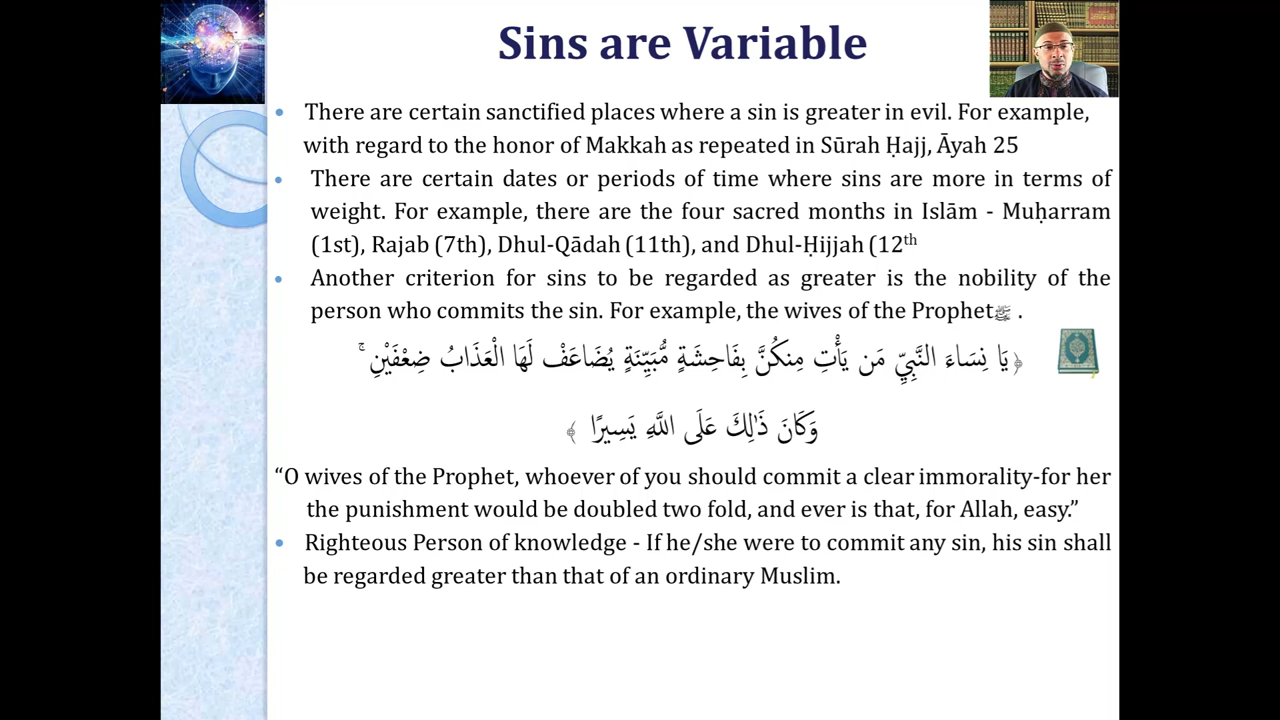 Sins are Variable
• There are certain sanctified places where a sin is greater in evil. For example,
with regard to the honor of Makkah as repeated in Sūrah Ḥajj, Āyah 25
• There are certain dates or periods of time where sins are more in terms of
weight. For example, there are the four sacred months in Islām - Muḥarram
(1st), Rajab (7th), Dhul-Qādah (11th), and Dhul-Ḥijjah (12th
• Another criterion for sins to be regarded as greater is the nobility of the
person who commits the sin. For example, the wives of the Prophetﷺ .
﴿ يَا نِسَاءَ النَّبِيِّ مَن يَأْتِ مِنكُنَّ بِفَاحِشَةٍ مُّبَيِّنَةٍ يُضَاعَفْ لَهَا الْعَذَابُ ضِعْفَيْنِ ۚ
وَكَانَ ذَٰلِكَ عَلَى اللَّهِ يَسِيرًا ﴾
“O wives of the Prophet, whoever of you should commit a clear immorality-for her
the punishment would be doubled two fold, and ever is that, for Allah, easy.”
• Righteous Person of knowledge - If he/she were to commit any sin, his sin shall
be regarded greater than that of an ordinary Muslim.